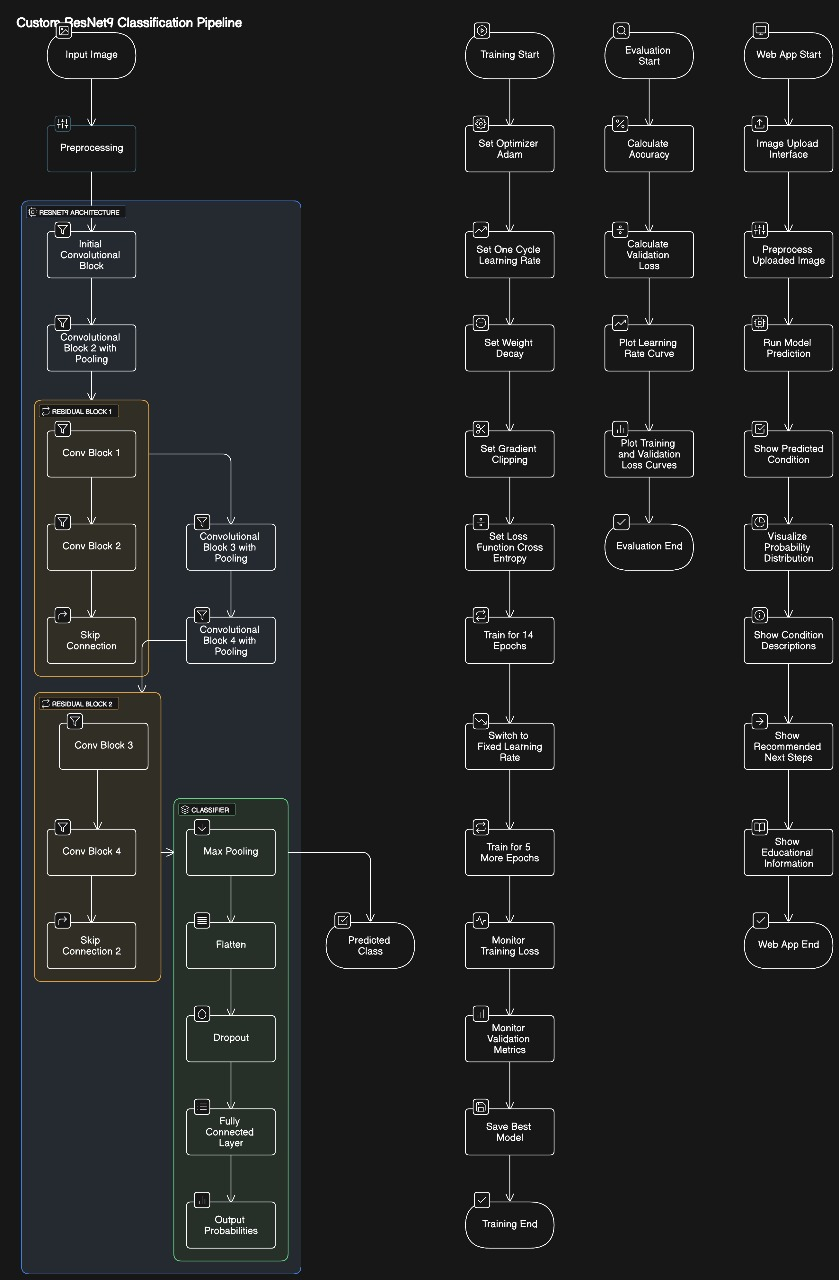 Custom ResNet9 Classification Pipeline
Input Image
Preprocessing
RESNET9 ARCHITECTURE
Initial
Convolutional
Block
Convolutional
Block 2 with
Pooling
RESIDUAL BLOCK 1
Conv Block 1
Conv Block 2
Skip
Connection
Convolutional
Block 3 with
Pooling
Convolutional
Block 4 with
Pooling
RESIDUAL BLOCK 2
Conv Block 3
Conv Block 4
Skip
Connection 2
CLASSIFIER
Max Pooling
Flatten
Dropout
Fully
Connected
Layer
Output
Probabilities
Predicted
Class
Training Start
Set Optimizer
Adam
Set One Cycle
Learning Rate
Set Weight
Decay
Set Gradient
Clipping
Set Loss
Function Cross
Entropy
Train for 14
Epochs
Switch to
Fixed Learning
Rate
Train for 5
More Epochs
Monitor
Training Loss
Monitor
Validation
Metrics
Save Best
Model
Training End
Evaluation
Start
Calculate
Accuracy
Calculate
Validation
Loss
Plot Learning
Rate Curve
Plot Training
and Validation
Loss Curves
Evaluation End
Web App Start
Image Upload
Interface
Preprocess
Uploaded Image
Run Model
Prediction
Show Predicted
Condition
Visualize
Probability
Distribution
Show Condition
Descriptions
Show
Recommended
Next Steps
Show
Educational
Information
Web App End